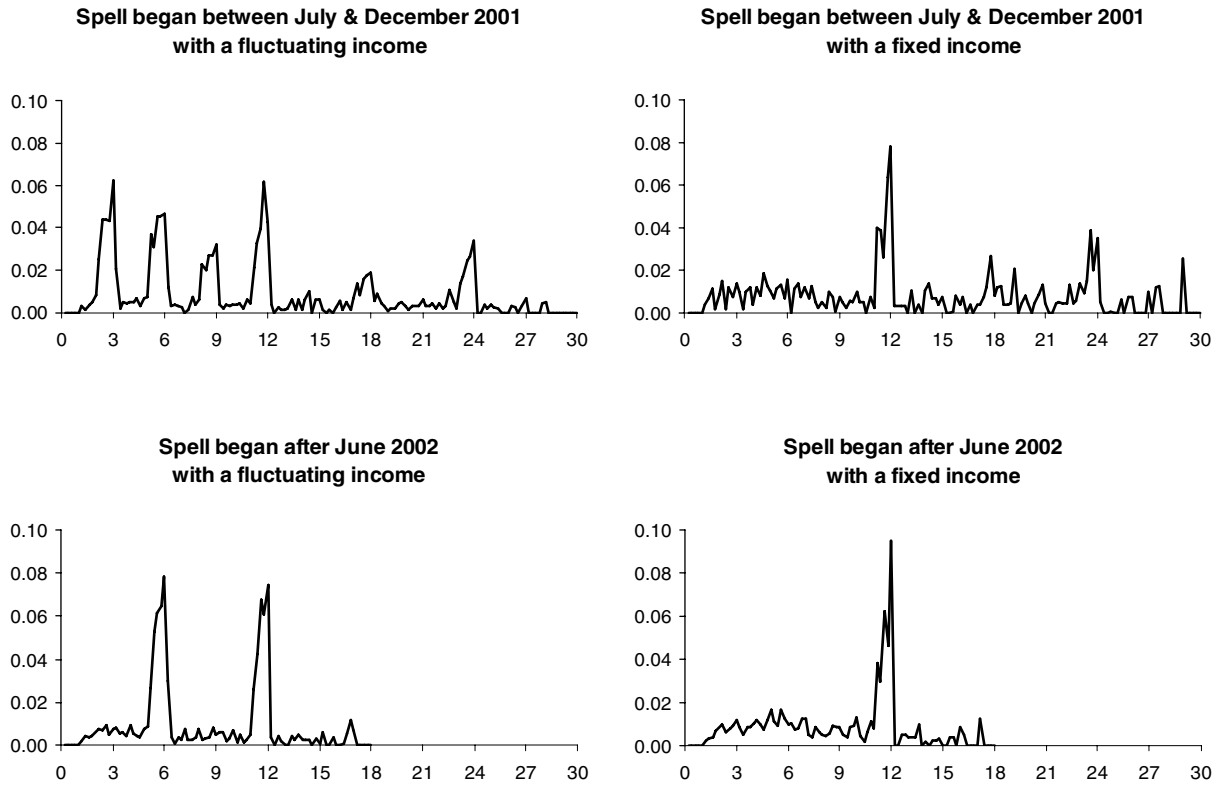 Spell began between July & December 2001
with a fluctuating income
0.10
0.08
0.06
0.04
0.02
0.00
0 3 6 9 12 15 18 21 24 27 30
Spell began between July & December 2001
with a fixed income
0.10
0.08
0.06
0.04
0.02
0.00
0 3 6 9 12 15 18 21 24 27 30
Spell began after June 2002
with a fluctuating income
0.10
0.08
0.06
0.04
0.02
0.00
0 3 6 9 12 15 18 21 24 27 30
Spell began after June 2002
with a fixed income
0.10
0.08
0.06
0.04
0.02
0.00
0 3 6 9 12 15 18 21 24 27 30